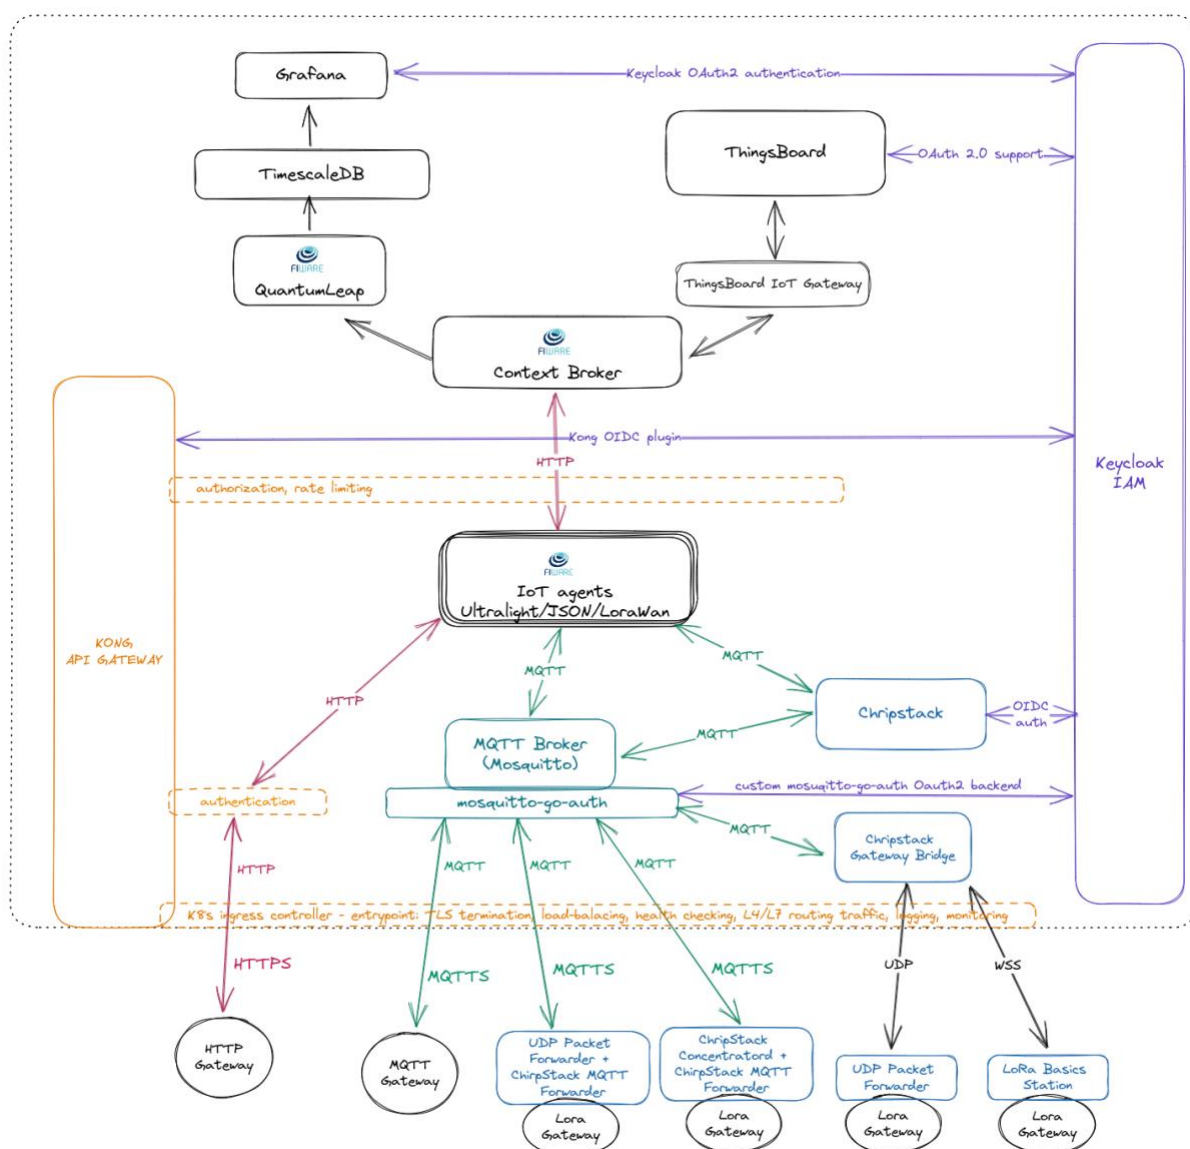 Grafana
Keycloak OAuth2 authentication
ThingsBoard
OAuth 2.0 support
TimescaleDB
FIWARE
QuantumLeap
ThingsBoard IoT Gateway
FIWARE
Context Broker
Kong OIDC plugin
HTTP
Keycloak
IAM
authorization, rate limiting
FIWARE
IoT agents
Ultralight/JSON/LoraWan
KONG
API GATEWAY
MQTT
MQTT
HTTP
Chripstack
OIDC
auth
MQTT
MQTT Broker
(Mosquitto)
custom mosuqitto-go-auth Oauth2 backend
authentication
mosquitto-go-auth
MQTT
Chripstack
Gateway Bridge
HTTP
MQTT
MQTT
MQTT
K8's ingress controller - entrypoint: TLS termination, load-balacing, health checking, L4/L7 routing traffic, logging, monitoring
HTTPS
MQTTS
MQTTS
MQTTS
UDP
WSS
HTTP
Gateway
MQTT
Gateway
UDP Packet
Forwarder +
ChirpStack MQTT
Forwarder
Lora
Gateway
ChripStack
Concentratord +
ChirpStack MQTT
Forwarder
Lora
Gateway
UDP Packet
Forwarder
Lora
Gateway
LoRa Basics
Station
Lora
Gateway